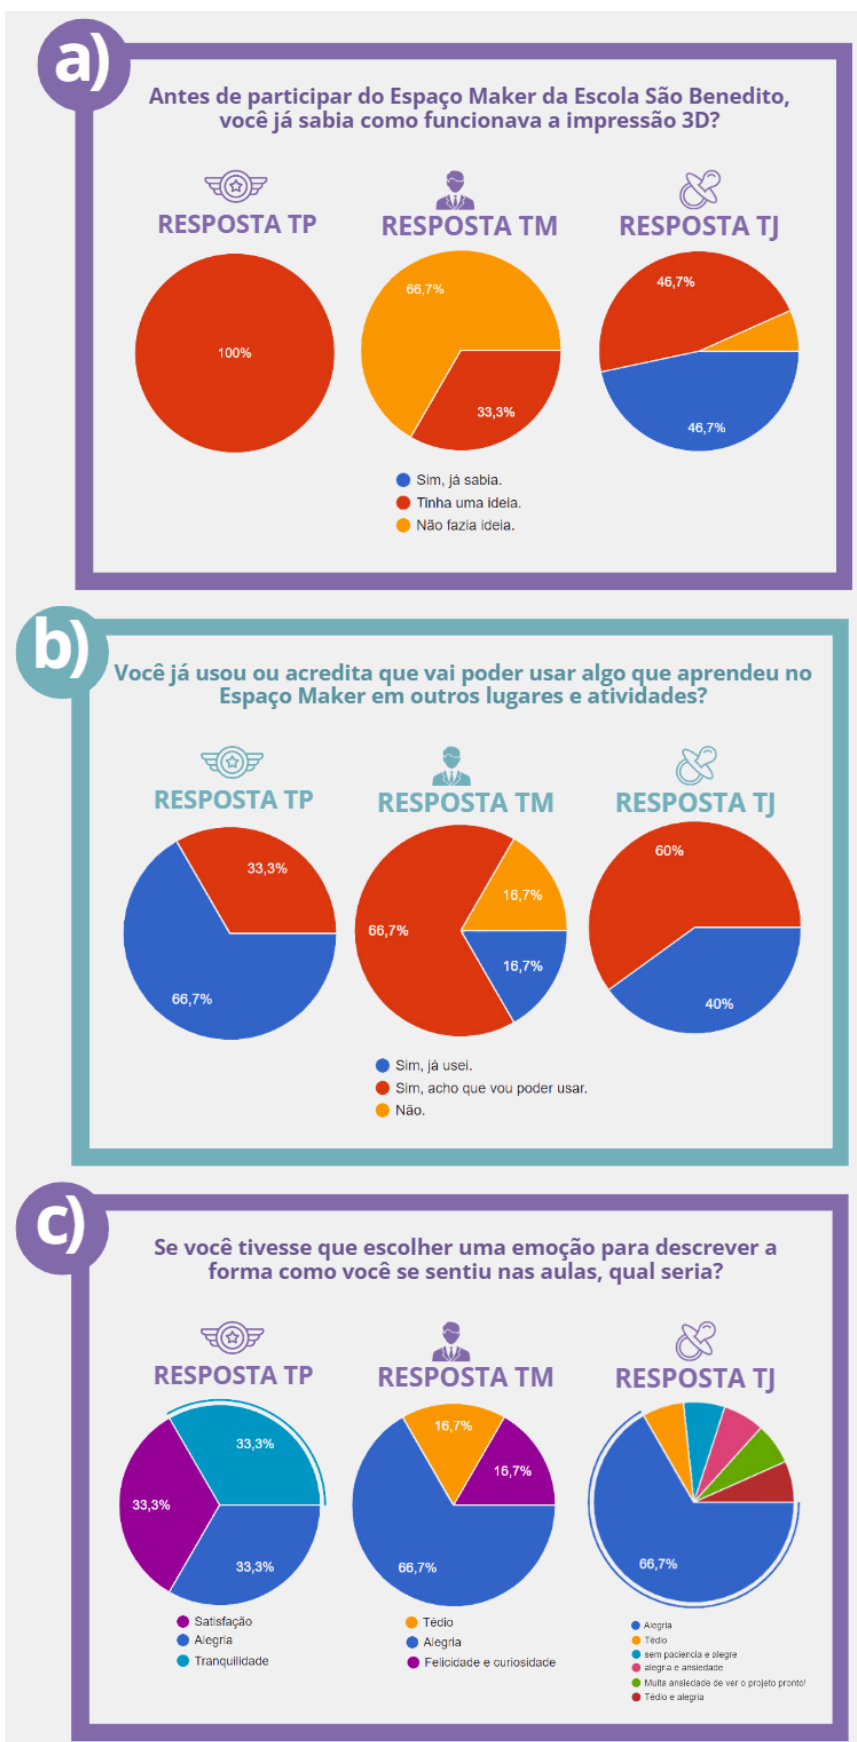 a)
Antes de participar do Espaço Maker da Escola São Benedito,
você já sabia como funcionava a impressão 3D?
RESPOSTA TP
RESPOSTA TM
RESPOSTA TJ
100%
66,7%
33,3%
46,7%
46,7%
Sim, já sabia.
Tinha uma ideia.
Não fazia ideia.
b)
Você já usou ou acredita que vai poder usar algo que aprendeu no
Espaço Maker em outros lugares e atividades?
RESPOSTA TP
RESPOSTA TM
RESPOSTA TJ
33,3%
66,7%
66,7%
16,7%
16,7%
60%
40%
Sim, já usei.
Sim, acho que vou poder usar.
Não.
c)
Se você tivesse que escolher uma emoção para descrever a
forma como você se sentiu nas aulas, qual seria?
RESPOSTA TP
RESPOSTA TM
RESPOSTA TJ
33,3%
33,3%
33,3%
16,7%
16,7%
66,7%
66,7%
Satisfação
Alegria
Tranquilidade
Tédio
Alegria
Felicidade e curiosidade
Alegria
Tédio
sem paciencia e alegre
alegria e ansiedade
Muita ansiedade de ver o projeto pronto!
Tédio e alegria